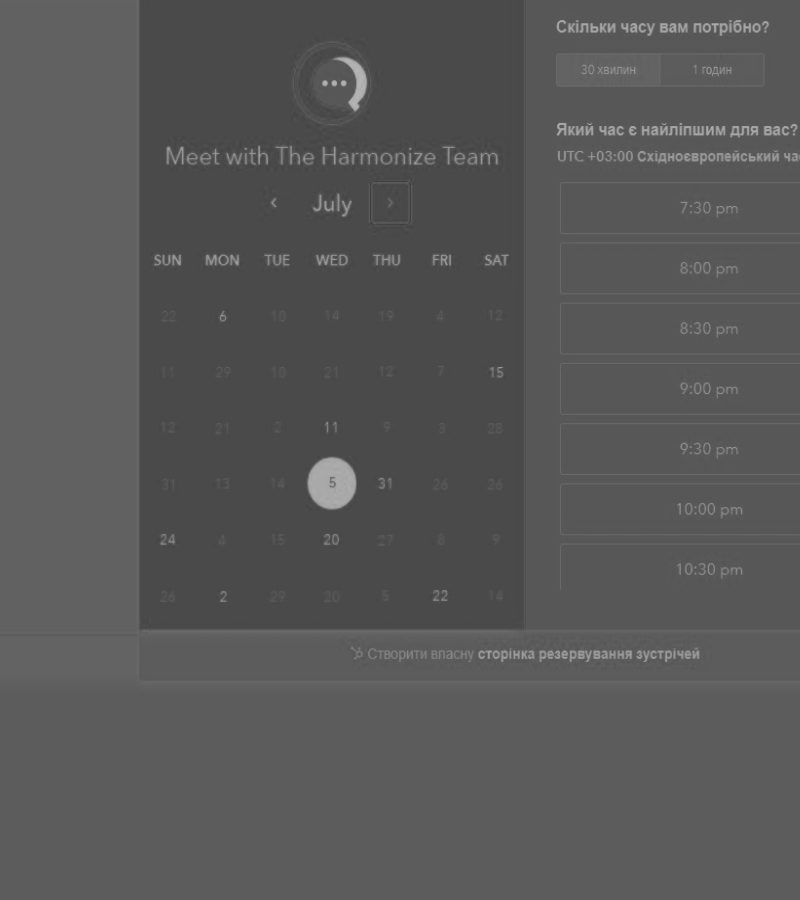 Meet with The Harmonize Team
July
SUN MON TUE WED THU FRI SAT
22 6 10 14 19 4 12
11 29 10 21 12 7 15
12 21 2 11 9 3 28
31 13 14 5 31 26 26
24 4 15 20 27 8 9
26 2 29 20 5 22 14
Скільки часу вам потрібно?
30 хвилин 1 годин
Який час є найліпшим для вас?
UTC +03:00 Східноєвропейський ча
7:30 pm
8:00 pm
8:30 pm
9:00 pm
9:30 pm
10:00 pm
10:30 pm
Створити власну сторінка резервування зустрічей